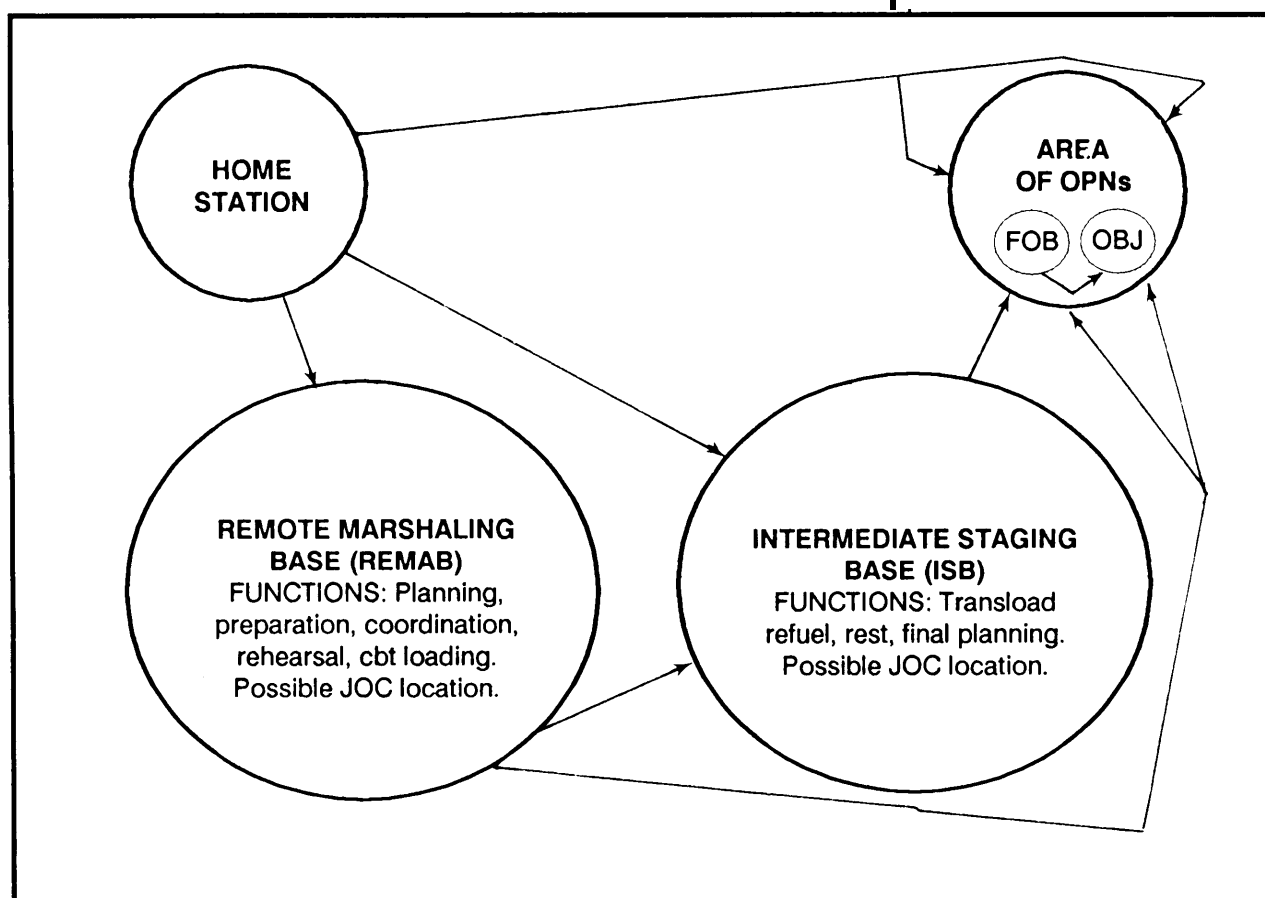 HOME
STATION
AREA
OF OPNs
FOB
OBJ
REMOTE MARSHALING
BASE (REMAB)
FUNCTIONS: Planning,
preparation, coordination,
rehearsal, cbt loading.
Possible JOC location.
INTERMEDIATE STAGING
BASE (ISB)
FUNCTIONS: Transload
refuel, rest, final planning.
Possible JOC location.